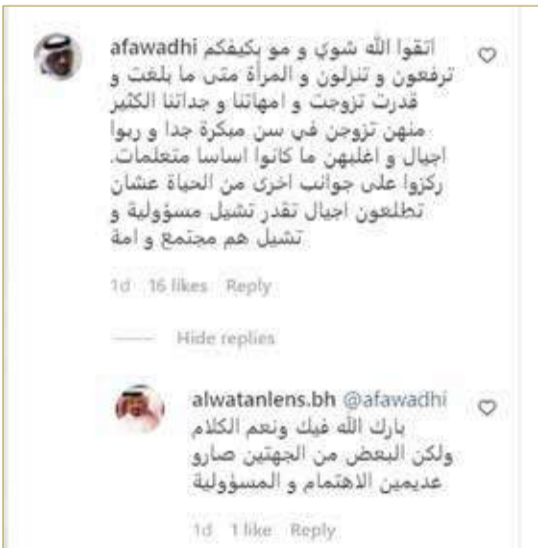 afawadhi اتقوا الله شوي و مو بكيفكم
ترفعون و تنزلون و المرأة متى ما بلغت و
قدرت تزوجت و امهاتنا و جداتنا الكثير
منهن تزوجن في سن مبكرة جدا و ربوا
اجيال و اغلبهن ما كانوا اساسا متعلمات.
ركزوا على جوانب اخرى من الحياة عشان
تطلعون اجيال تقدر تشيل مسؤولية و
تشيل هم مجتمع و امة
1d 16 likes Reply
Hide replies
alwatanlens.bh @afawadhi
بارك الله فيك ونعم الكلام
ولكن البعض من الجهتين صارو
عديمين الاهتمام و المسؤولية
1d 1 like Reply